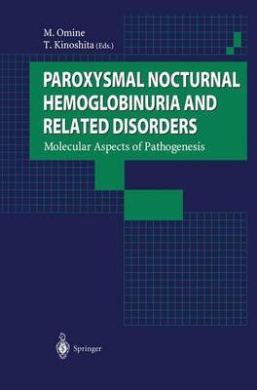 M. Omine
T. Kinoshita (Eds.)
PAROXYSMAL NOCTURNAL
HEMOGLOBINURIA AND
RELATED DISORDERS
Molecular Aspects of Pathogenesis
Springer